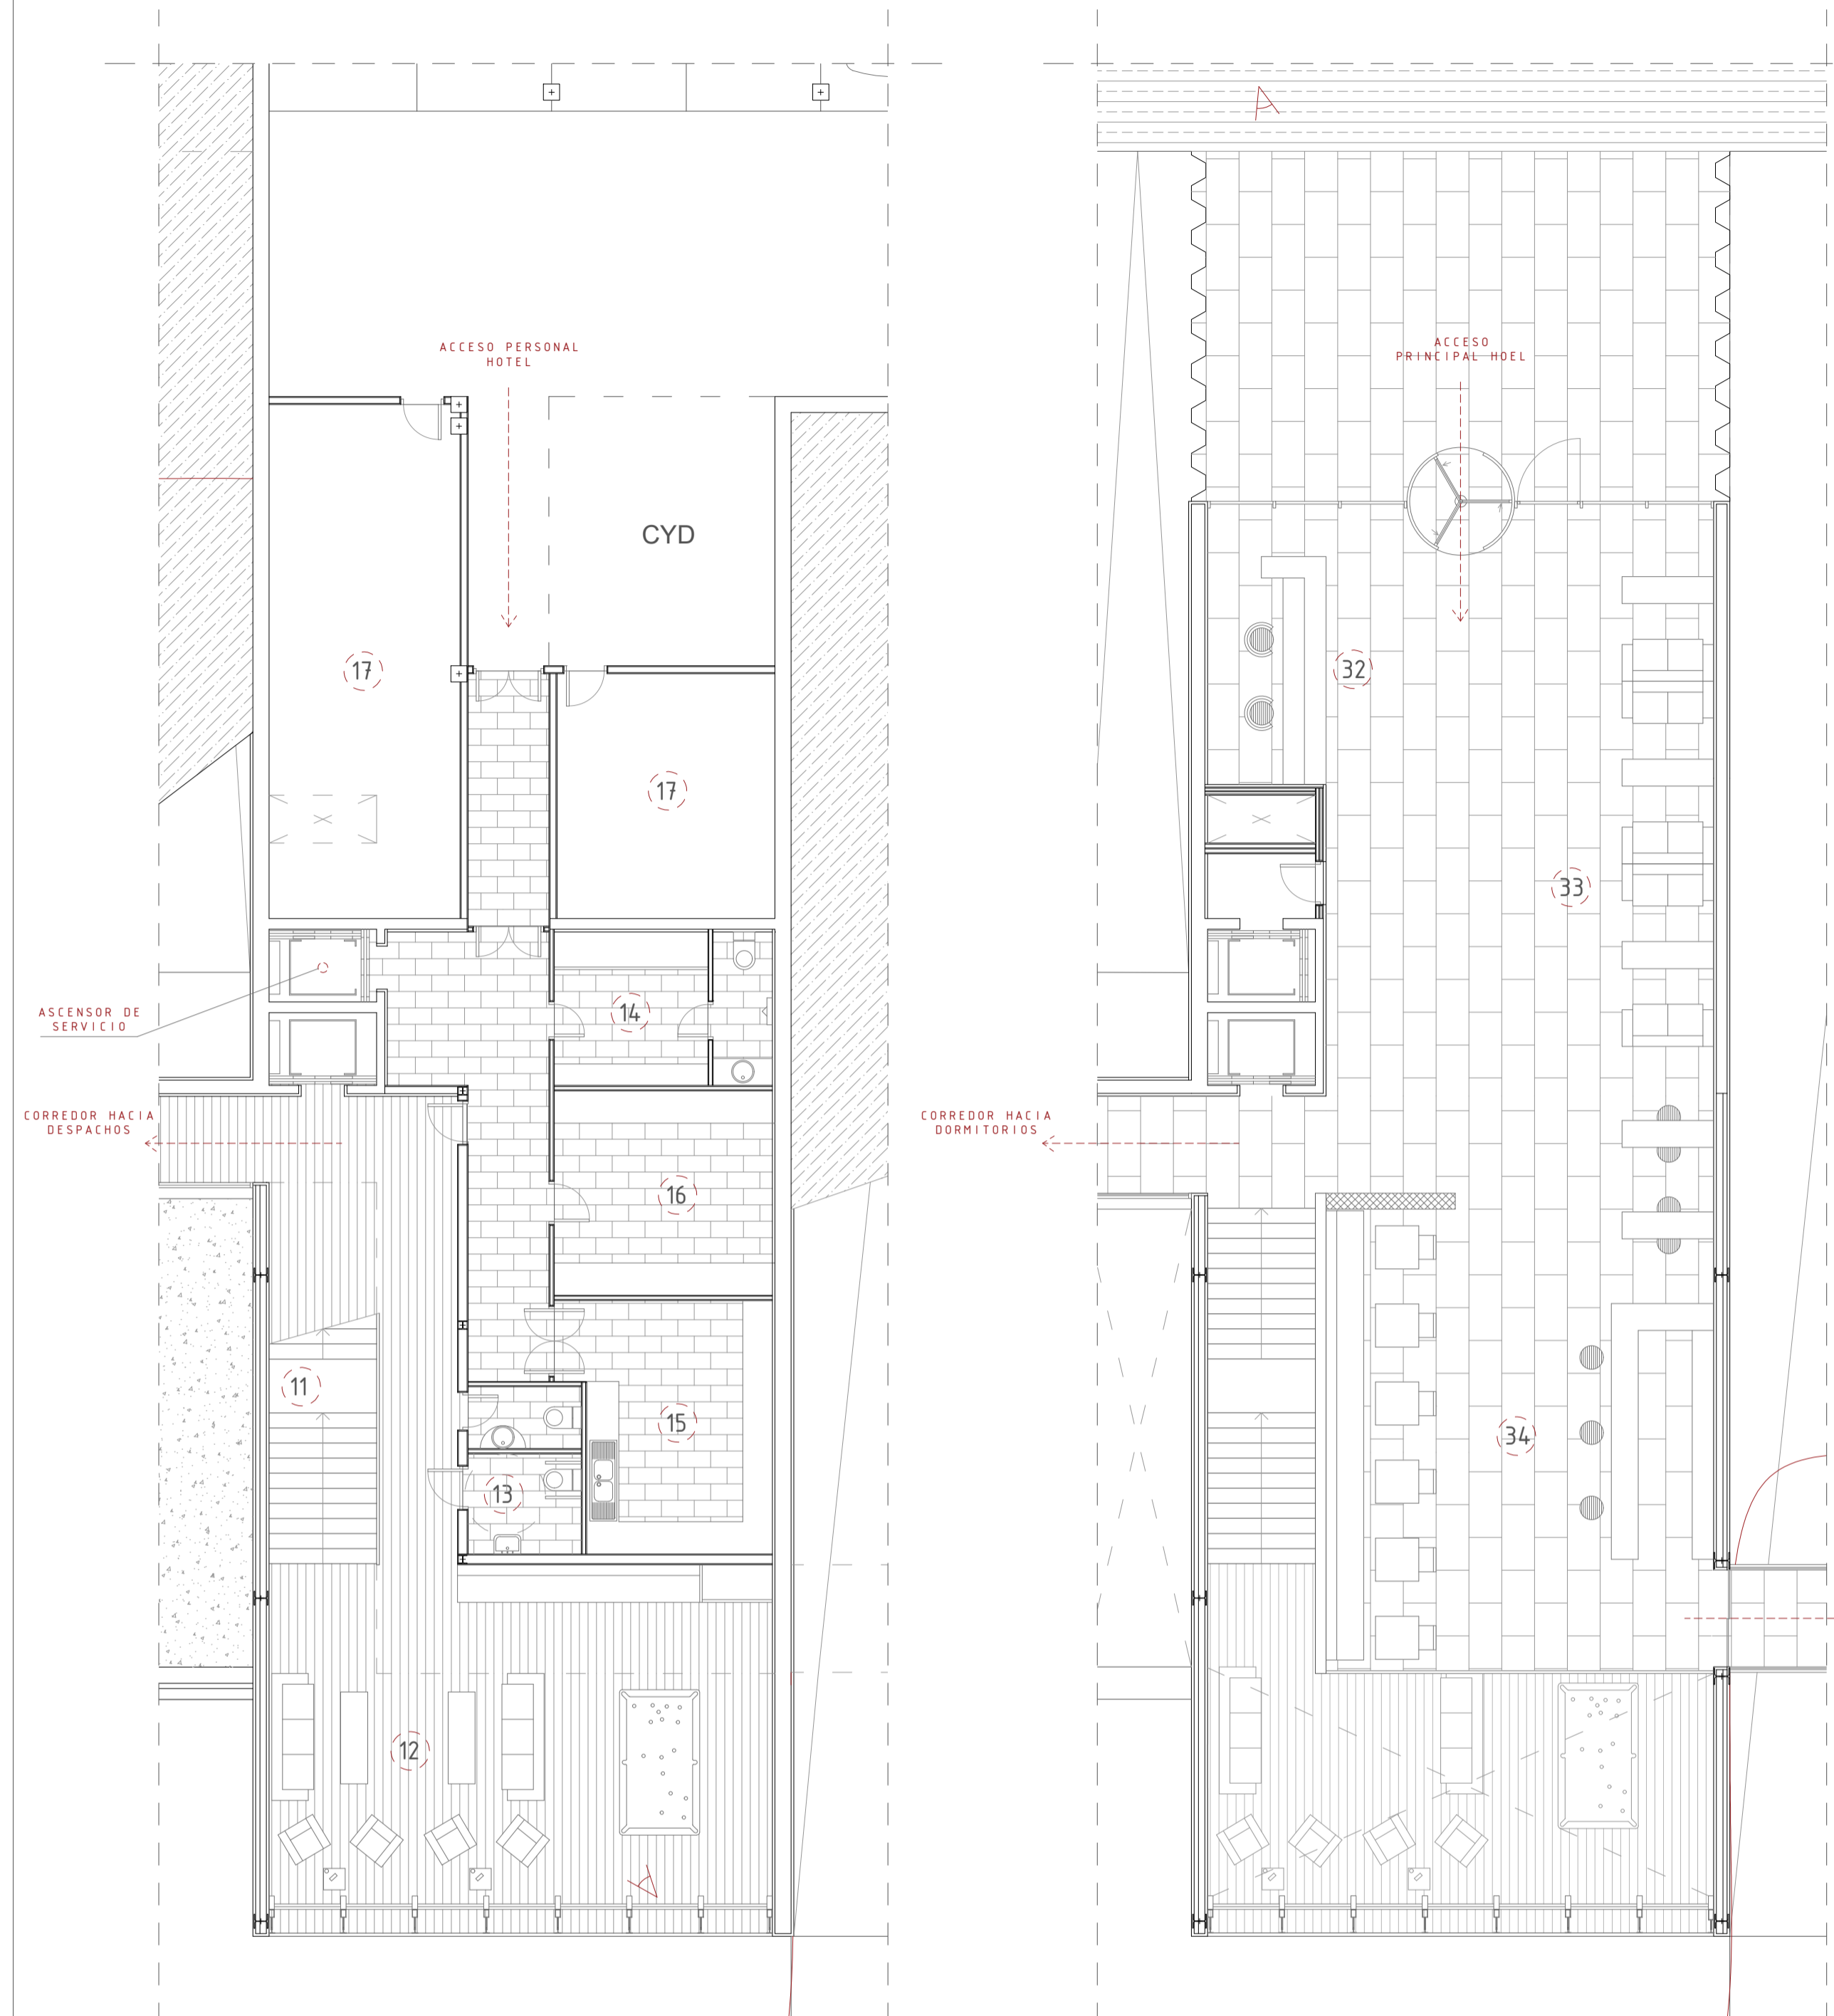 ACCESO PERSONAL
HOTEL
CYD
17
17
14
ASCENSOR DE
SERVICIO
CORREDOR HACIA
DESPACHOS
16
11
15
13
12
ACCESO
PRINCIPAL HOEL
32
33
CORREDOR HACIA
DORMITORIOS
34